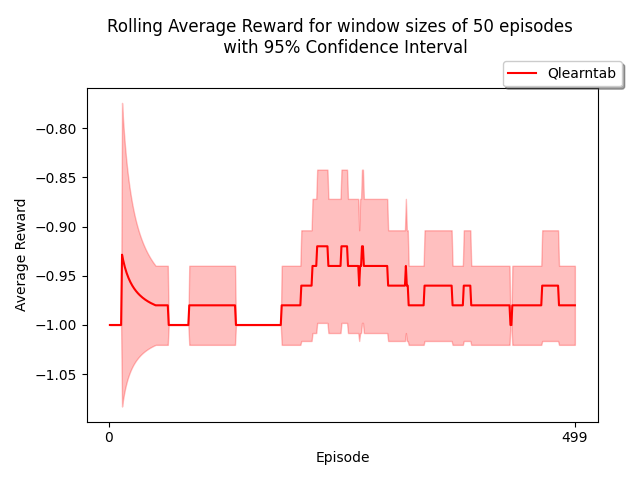 Rolling Average Reward for window sizes of 50 episodes
with 95% Confidence Interval
Qlearntab
−0.80
−0.85
−0.90
−0.95
−1.00
−1.05
Average Reward
0
499
Episode